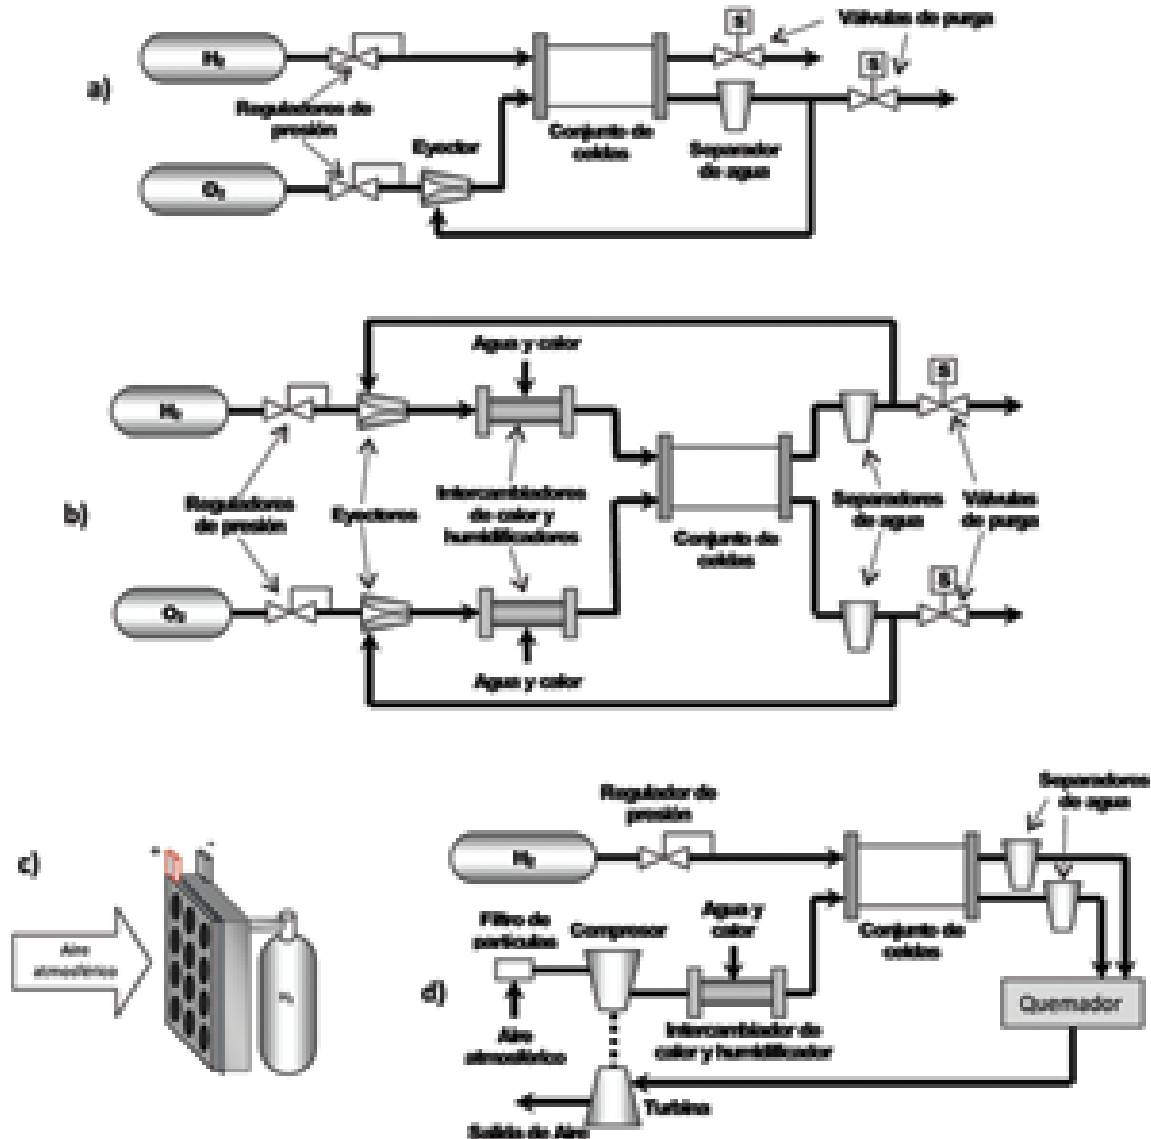 a)
H₂
Reguladores de
presión
O₂
Eyector
Conjunto de
celdas
S
Válvulas de purga
S
Separador
de agua
b)
H₂
Agua y calor
Reguladores
de presión
Eyectores
Intercambiadores
de calor y
humidificadores
Conjunto de
celdas
Separadores
de agua
S
Válvulas
de purga
S
O₂
Agua y calor
c)
+
-
Aire
atmosférico
H₂
d)
Regulador de
presión
H₂
Separadores
de agua
Filtro de
partículas
Compresor
Agua y
calor
Conjunto de
celdas
Aire
atmosférico
Intercambiador de
calor y humidificador
Quemador
Turbina
Salida de Aire